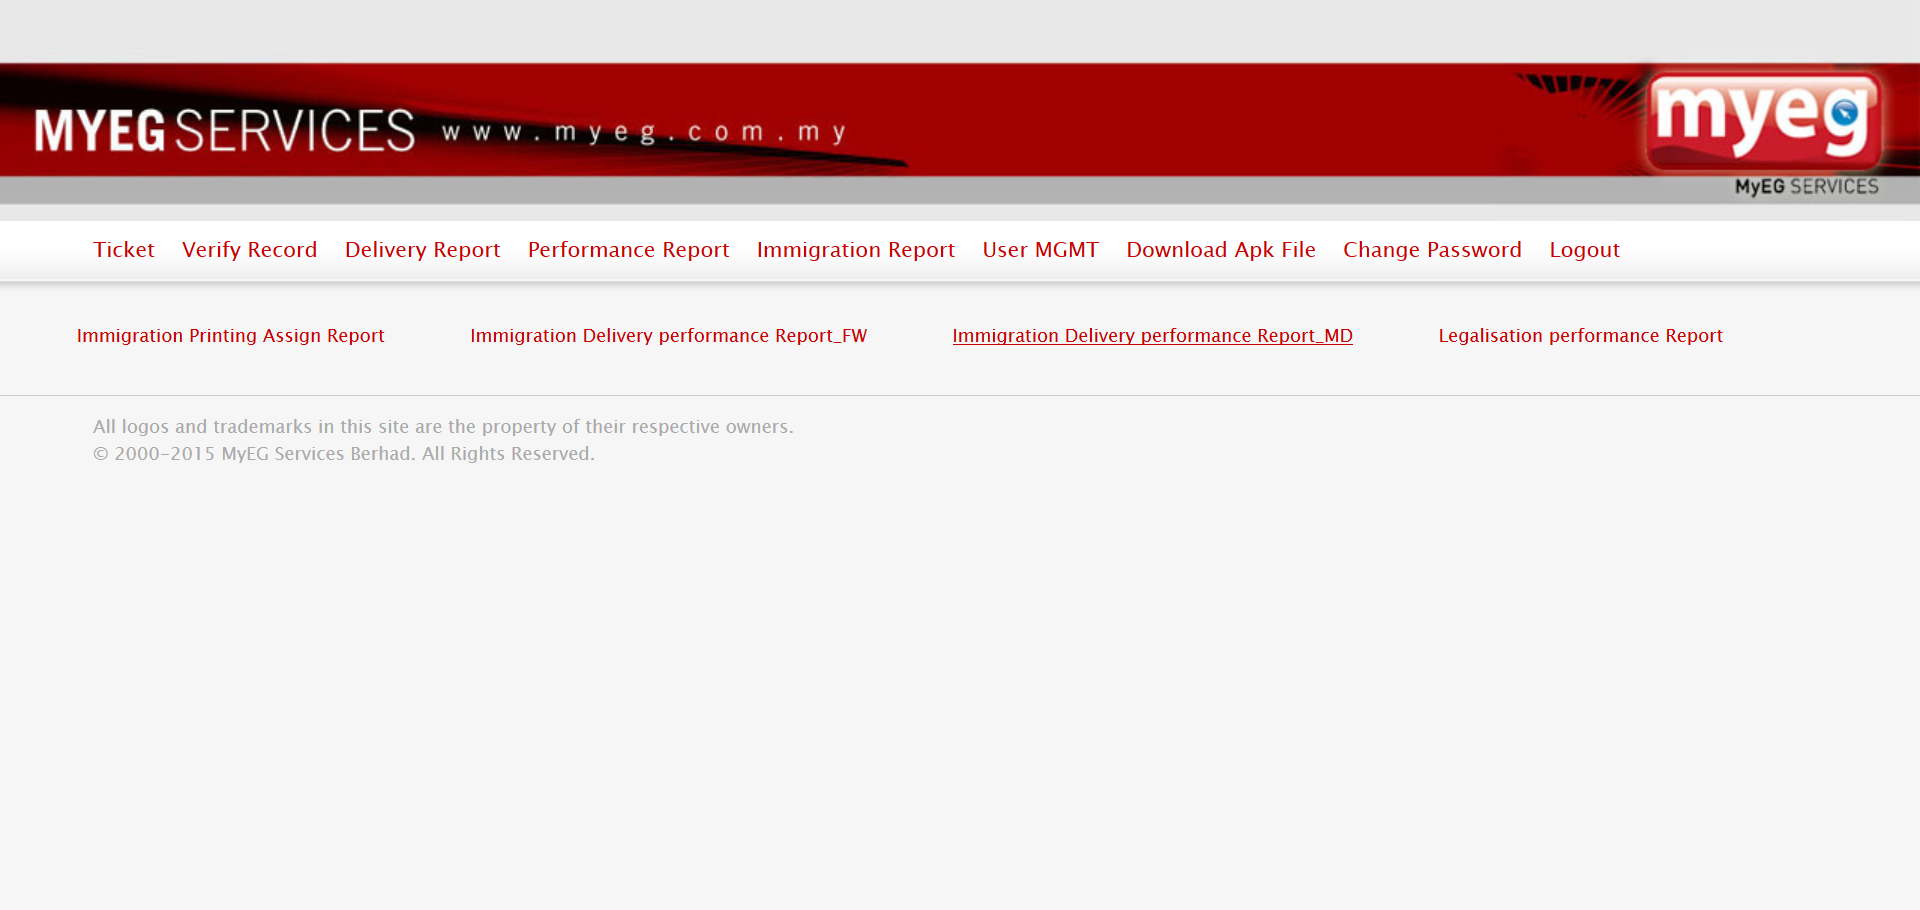 MYEG SERVICES www.myeg.com.my
myeg
MyEG SERVICES
Ticket Verify Record Delivery Report Performance Report Immigration Report User MGMT Download Apk File Change Password Logout
Immigration Printing Assign Report Immigration Delivery performance Report_FW Immigration Delivery performance Report_MD Legalisation performance Report
All logos and trademarks in this site are the property of their respective owners.
© 2000-2015 MyEG Services Berhad. All Rights Reserved.